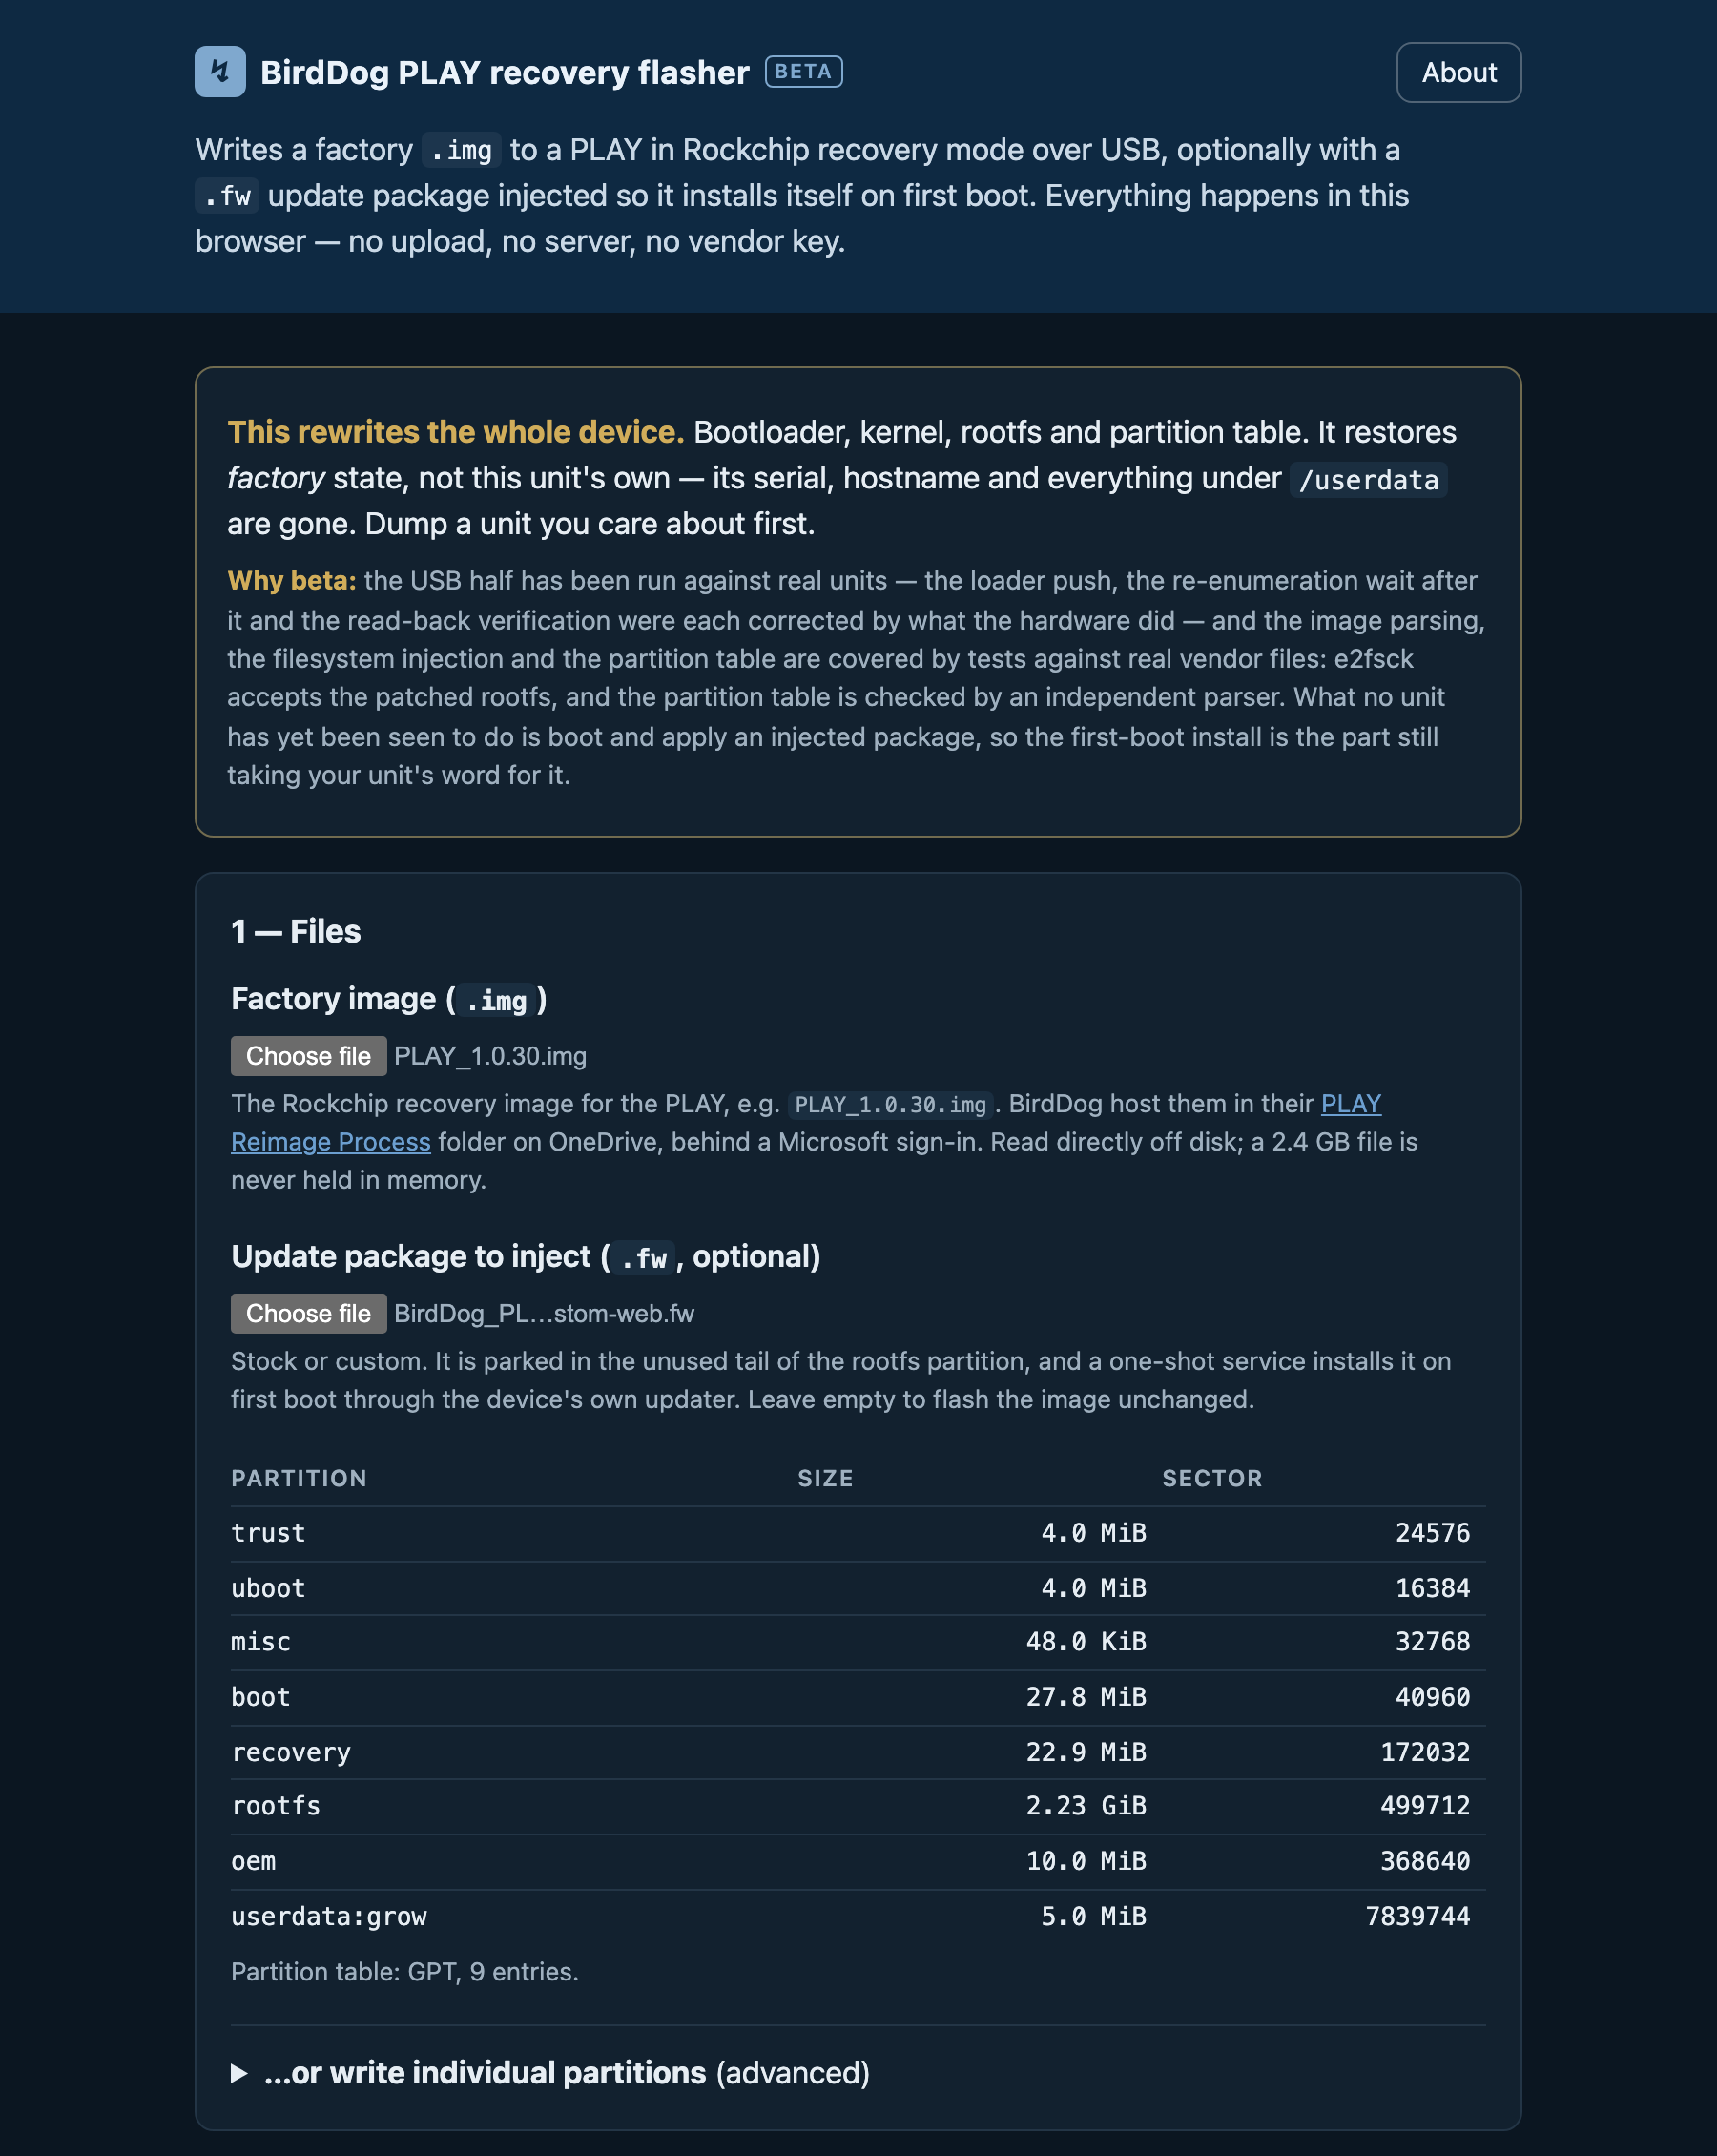 ↯ BirdDog PLAY recovery flasher BETA About
Writes a factory .img to a PLAY in Rockchip recovery mode over USB, optionally with a
.fw update package injected so it installs itself on first boot. Everything happens in this
browser — no upload, no server, no vendor key.
This rewrites the whole device. Bootloader, kernel, rootfs and partition table. It restores
factory state, not this unit's own — its serial, hostname and everything under /userdata
are gone. Dump a unit you care about first.
Why beta: the USB half has been run against real units — the loader push, the re-enumeration wait after
it and the read-back verification were each corrected by what the hardware did — and the image parsing,
the filesystem injection and the partition table are covered by tests against real vendor files: e2fsck
accepts the patched rootfs, and the partition table is checked by an independent parser. What no unit
has yet been seen to do is boot and apply an injected package, so the first-boot install is the part still
taking your unit's word for it.
1 — Files
Factory image (.img)
Choose file PLAY_1.0.30.img
The Rockchip recovery image for the PLAY, e.g. PLAY_1.0.30.img. BirdDog host them in their PLAY
Reimage Process folder on OneDrive, behind a Microsoft sign-in. Read directly off disk; a 2.4 GB file is
never held in memory.
Update package to inject (.fw, optional)
Choose file BirdDog_PL...stom-web.fw
Stock or custom. It is parked in the unused tail of the rootfs partition, and a one-shot service installs it on
first boot through the device's own updater. Leave empty to flash the image unchanged.
PARTITION SIZE SECTOR
trust 4.0 MiB 24576
uboot 4.0 MiB 16384
misc 48.0 KiB 32768
boot 27.8 MiB 40960
recovery 22.9 MiB 172032
rootfs 2.23 GiB 499712
oem 10.0 MiB 368640
userdata:grow 5.0 MiB 7839744
Partition table: GPT, 9 entries.
▶ ...or write individual partitions (advanced)